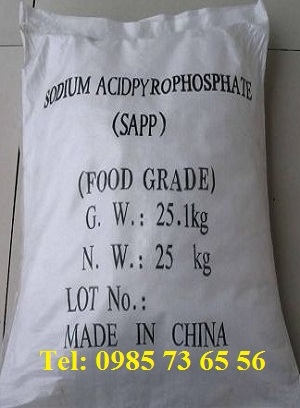 SODIUM ACIDPYROPHOSPHATE
(SAPP)
(FOOD GRADE)
G. W.: 25.1kg
N. W.: 25 kg
LOT No.:
MADE IN CHINA
Tel: 0985 73 65 56